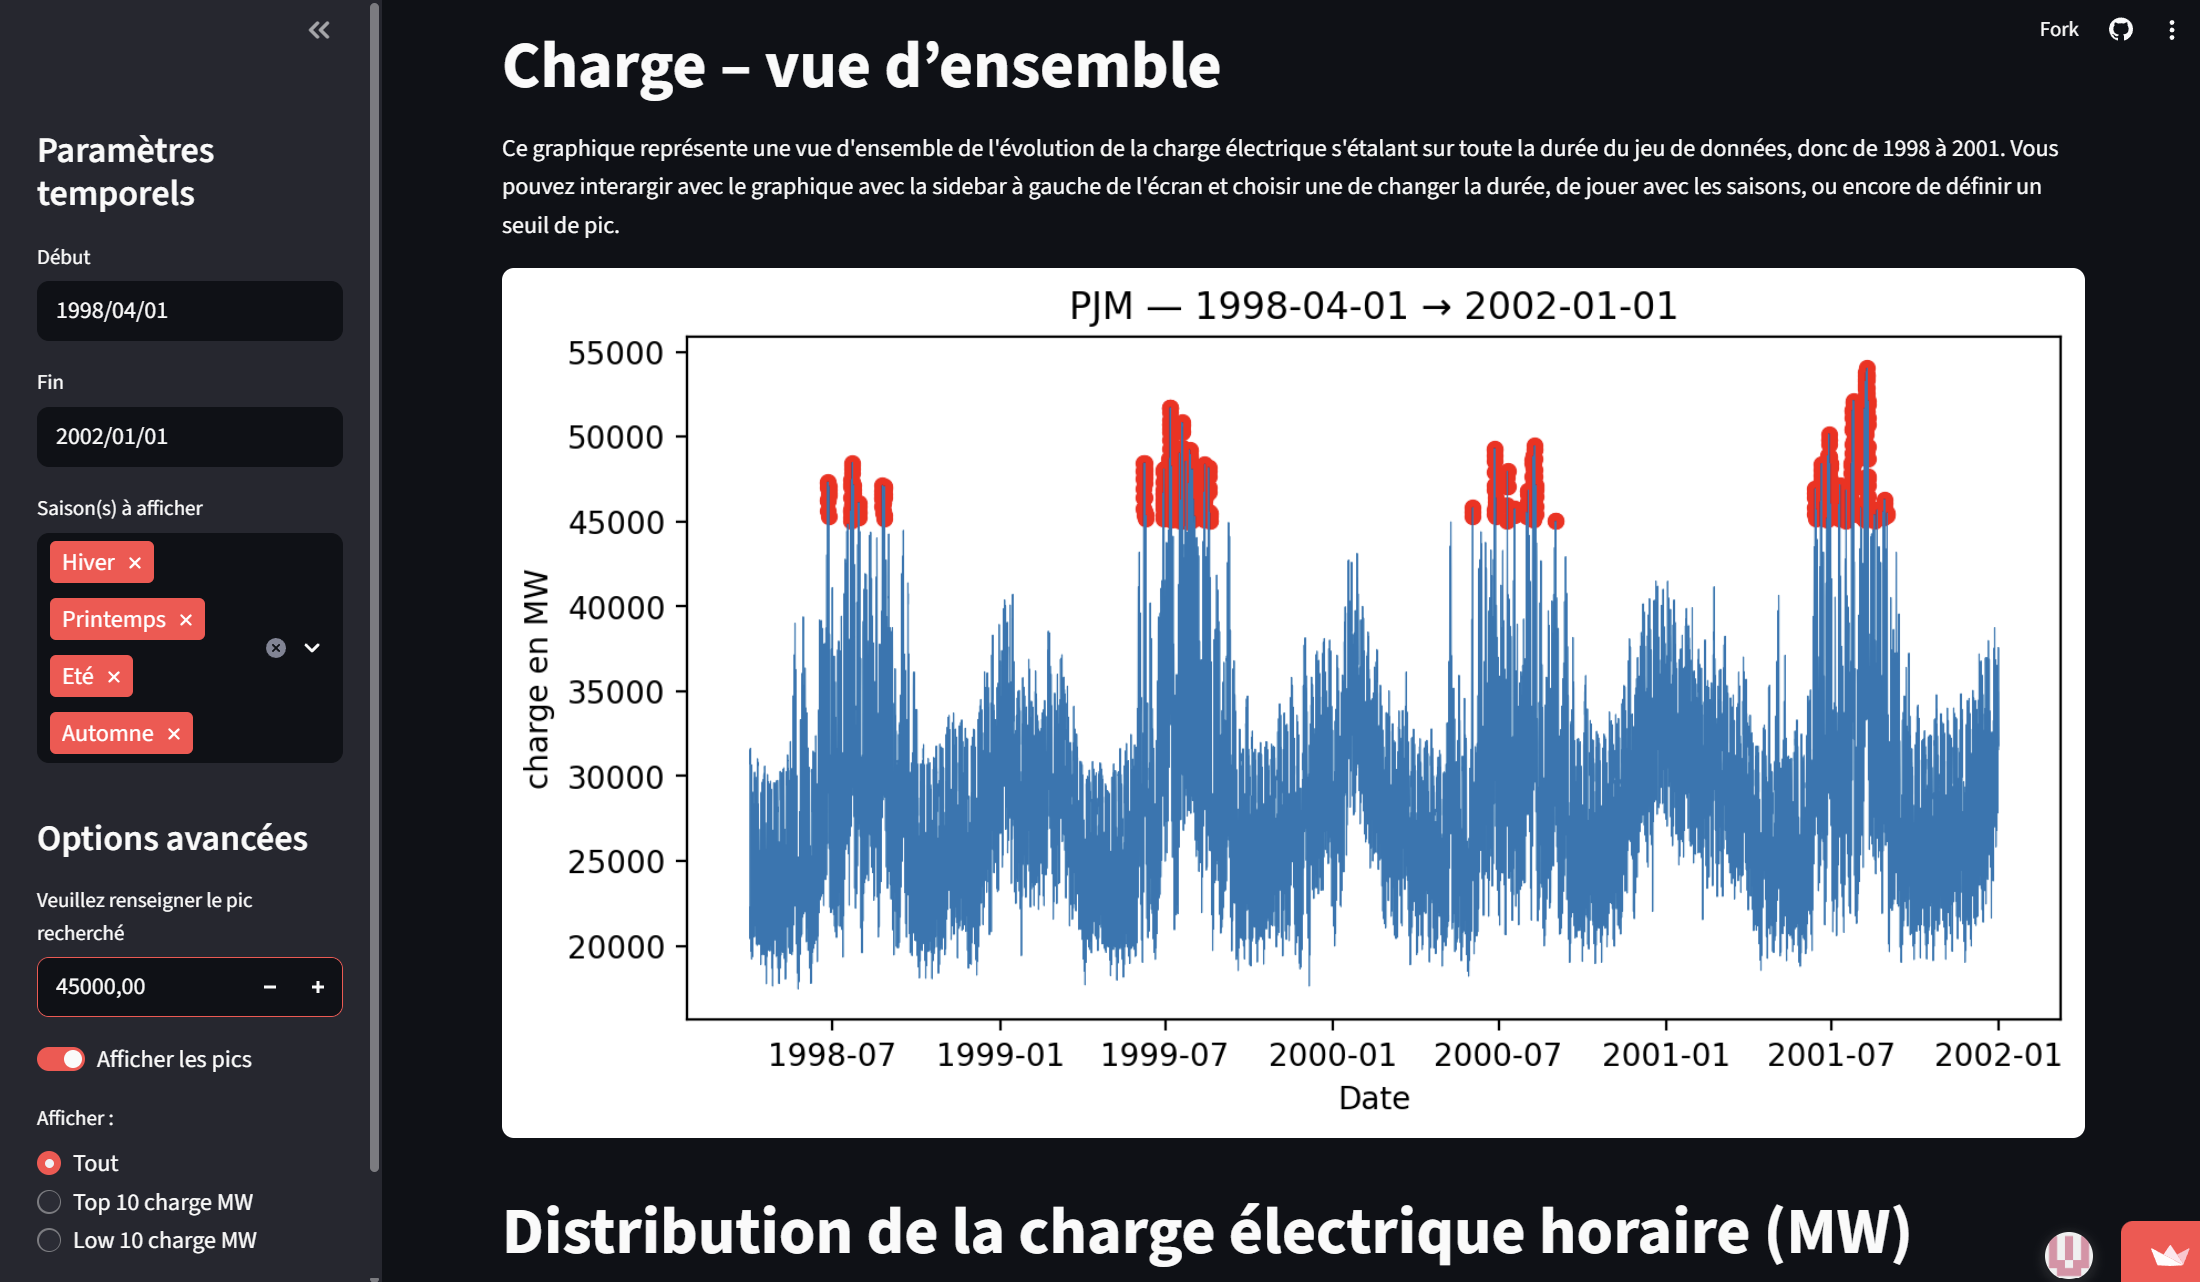 Fork
Paramètres
temporels
Début
1998/04/01
Fin
2002/01/01
Saison(s) à afficher
Hiver
Printemps
Eté
Automne
Options avancées
Veuillez renseigner le pic
recherché
45000,00
Afficher les pics
Afficher :
Tout
Top 10 charge MW
Low 10 charge MW
Charge – vue d’ensemble
Ce graphique représente une vue d'ensemble de l'évolution de la charge électrique s'étalant sur toute la durée du jeu de données, donc de 1998 à 2001. Vous
pouvez interargir avec le graphique avec la sidebar à gauche de l'écran et choisir une de changer la durée, de jouer avec les saisons, ou encore de définir un
seuil de pic.
PJM — 1998-04-01 → 2002-01-01
55000
50000
45000
40000
35000
30000
25000
20000
charge en MW
1998-07 1999-01 1999-07 2000-01 2000-07 2001-01 2001-07 2002-01
Date
Distribution de la charge électrique horaire (MW)